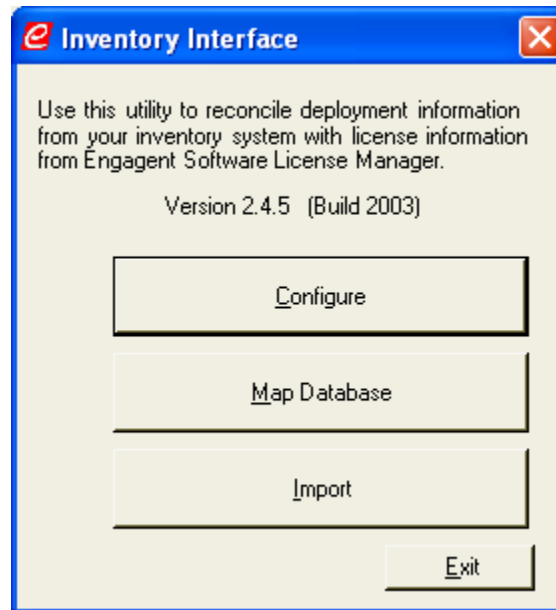 e Inventory Interface
Use this utility to reconcile deployment information
from your inventory system with license information
from Engagent Software License Manager.
Version 2.4.5 (Build 2003)
Configure
Map Database
Import
Exit